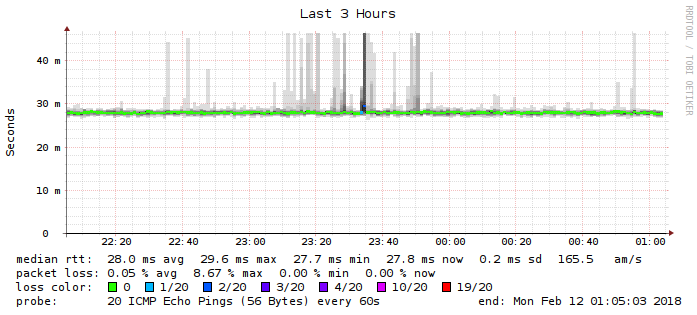 Last 3 Hours
RRDTOOL / TOBI OETIKER
Seconds
40 m
30 m
20 m
10 m
0
22:20 22:40 23:00 23:20 23:40 00:00 00:20 00:40 01:00
median rtt: 28.0 ms avg 29.6 ms max 27.7 ms min 27.8 ms now 0.2 ms sd 165.5 am/s
packet loss: 0.05 % avg 8.67 % max 0.00 % min 0.00 % now
loss color: 0 1/20 2/20 3/20 4/20 10/20 19/20
probe: 20 ICMP Echo Pings (56 Bytes) every 60s end: Mon Feb 12 01:05:03 2018